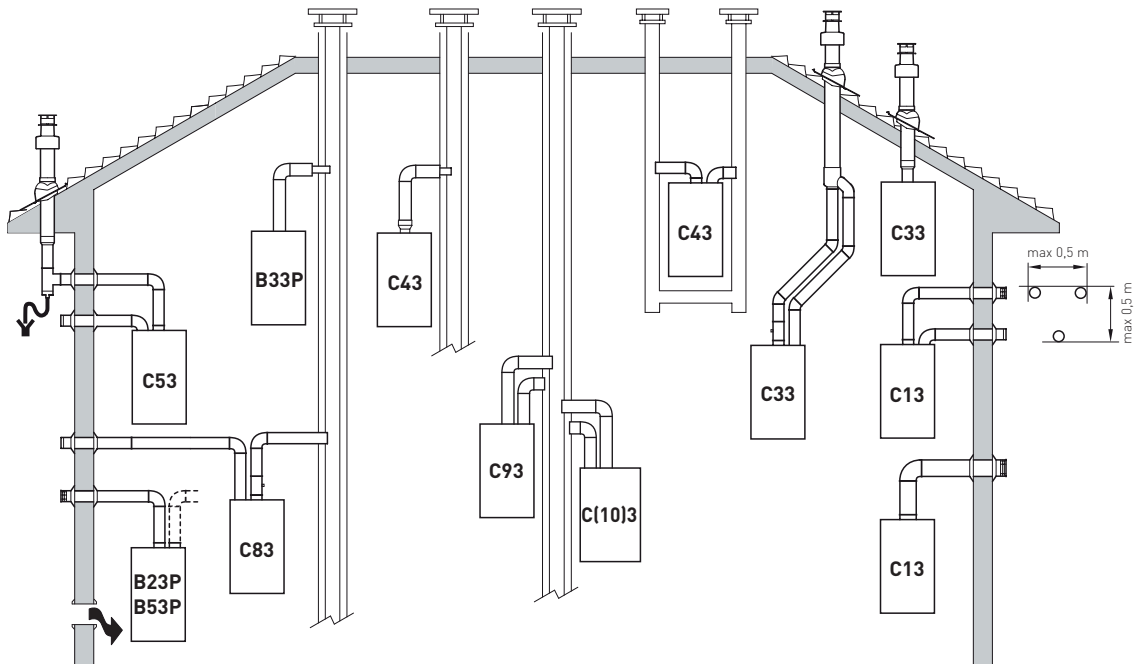 B33P
C43
C43
C33
C33
max 0,5 m
max 0,5 m
C53
C13
C93
C(10)3
C83
B23P
B53P
C13